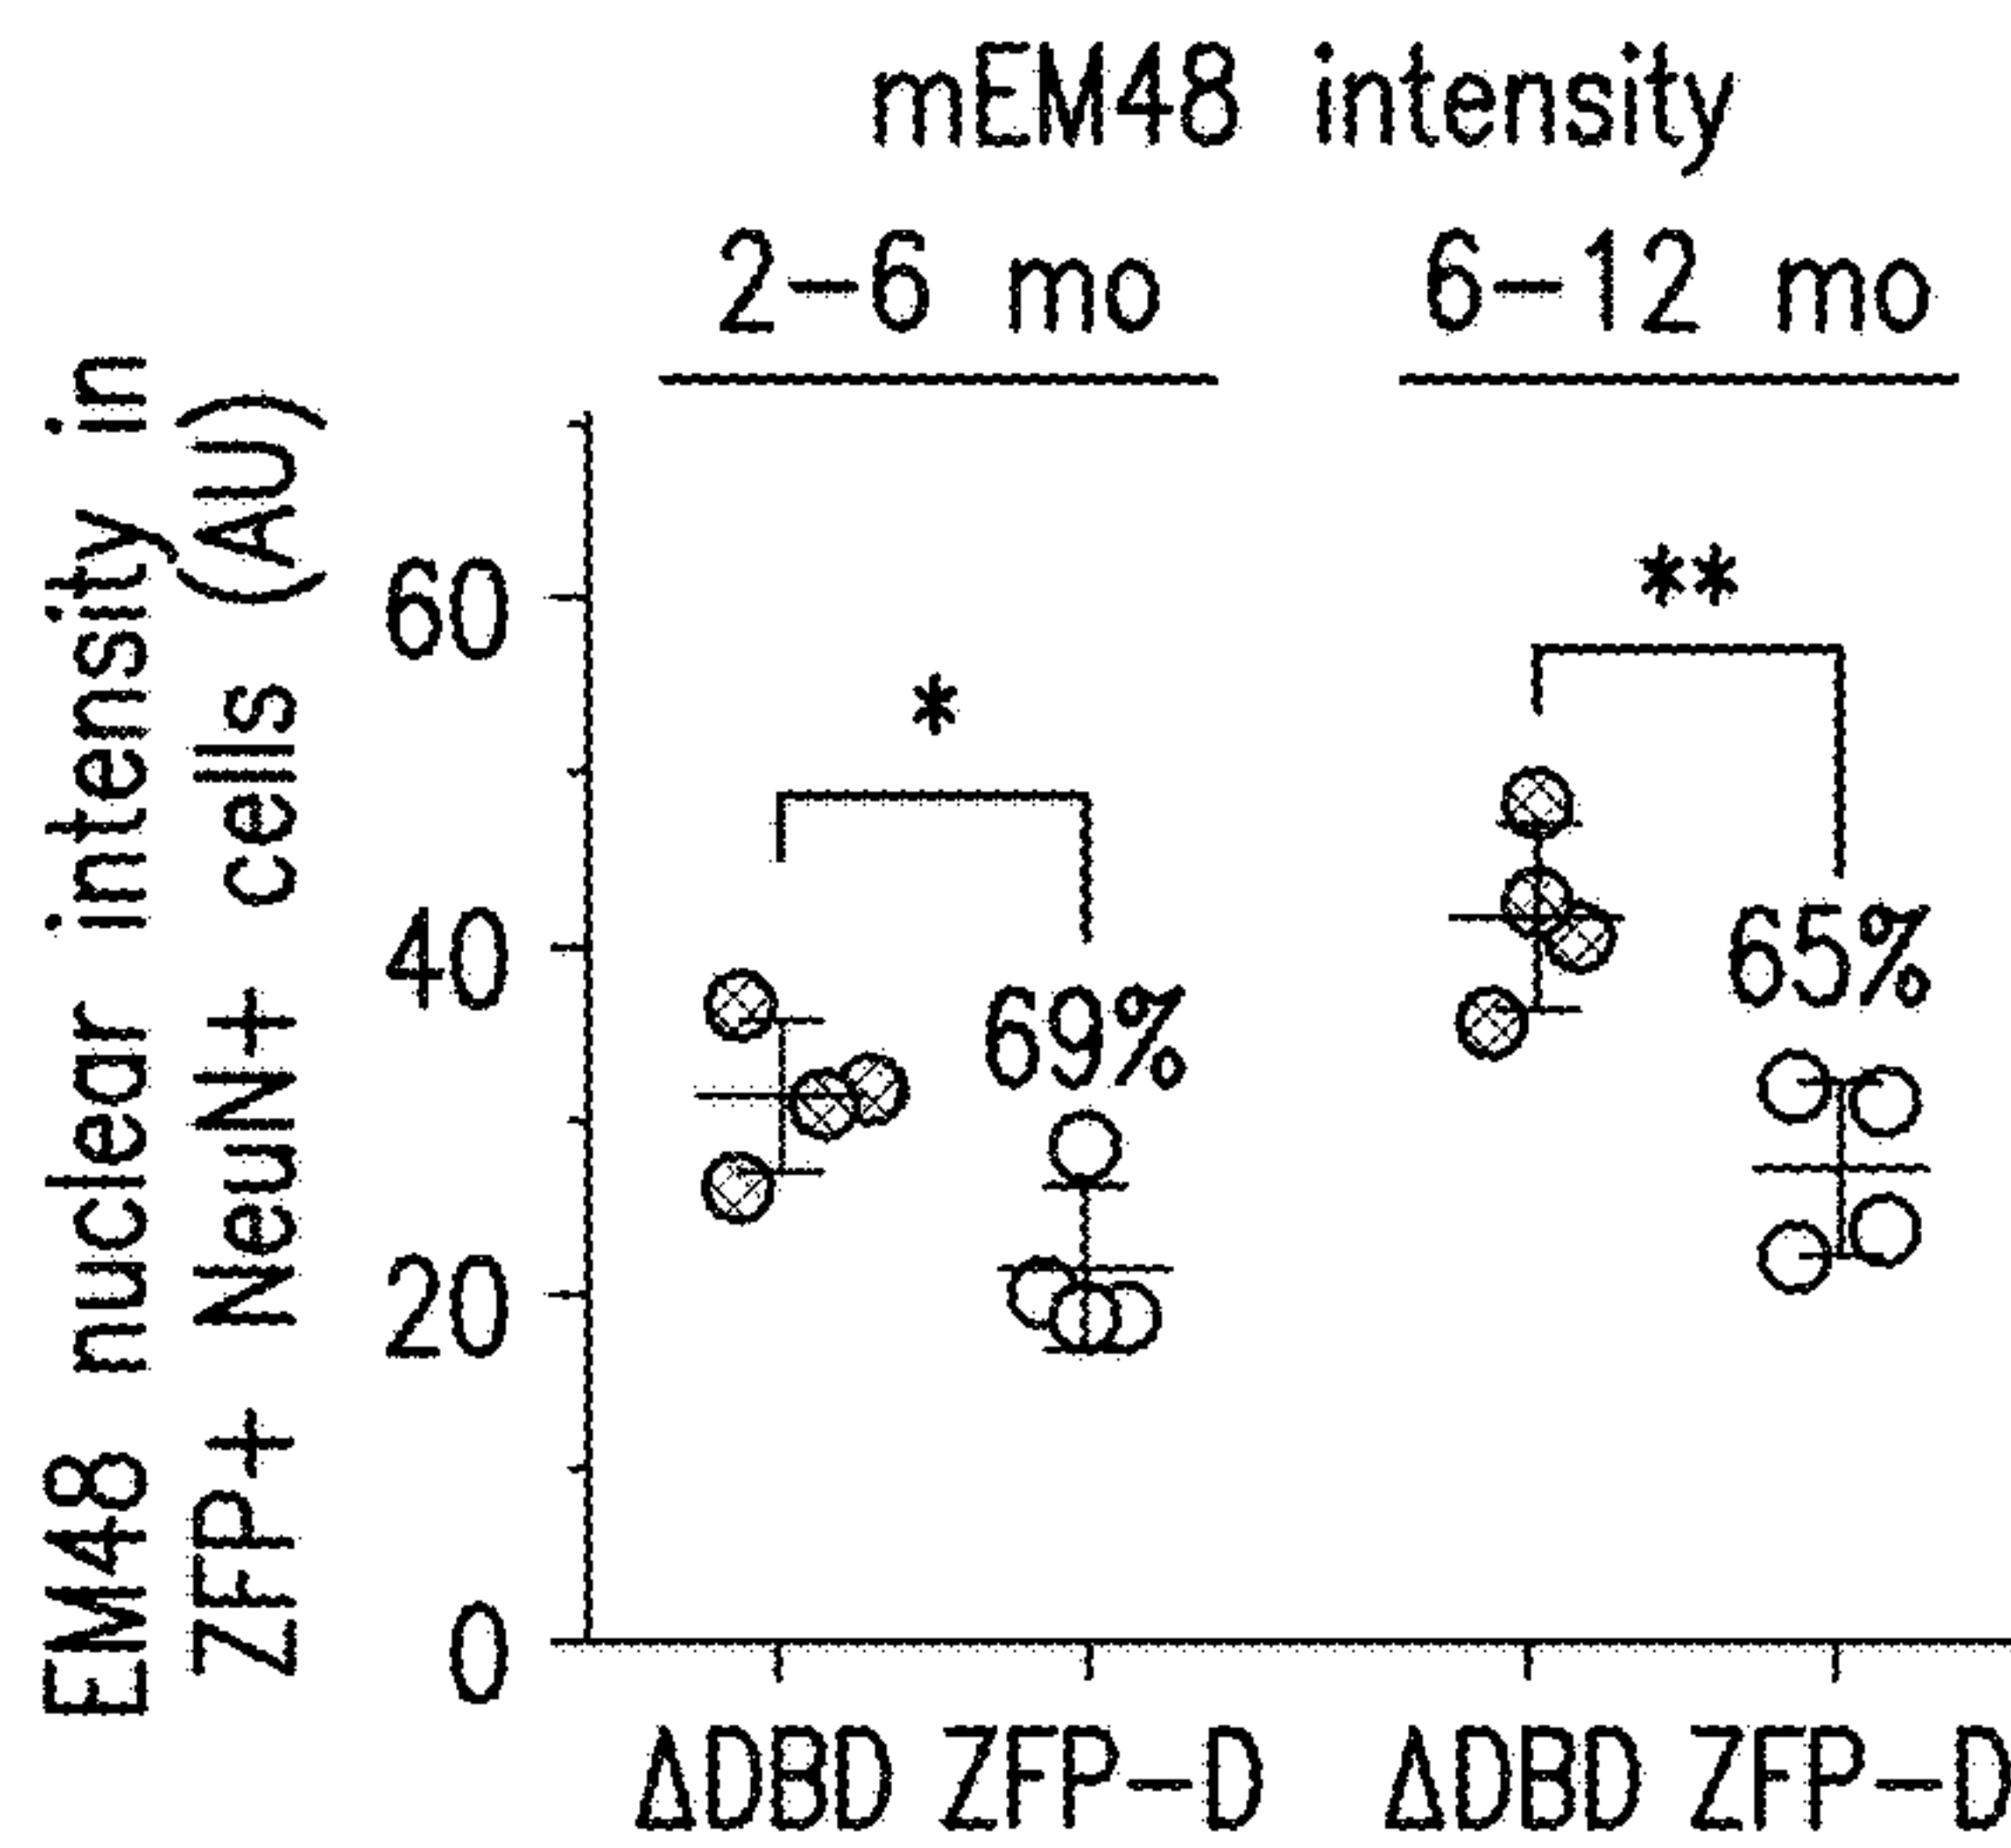 mEM48 intensity
2-6 mo 6-12 mo
EM48 nuclear intensity in
ZFP+ NeuN+ cells (AU)
60
40
20
0
*
**
69%
65%
ΔDBD ZFP-D ΔDBD ZFP-D